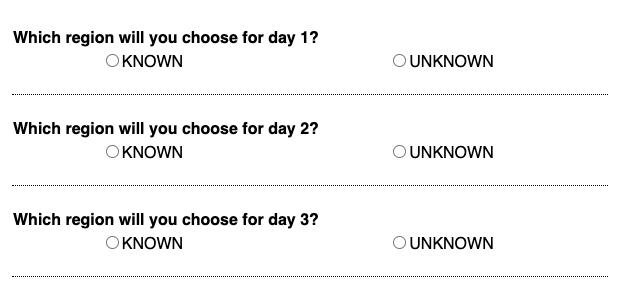 Which region will you choose for day 1?
KNOWN UNKNOWN
Which region will you choose for day 2?
KNOWN UNKNOWN
Which region will you choose for day 3?
KNOWN UNKNOWN